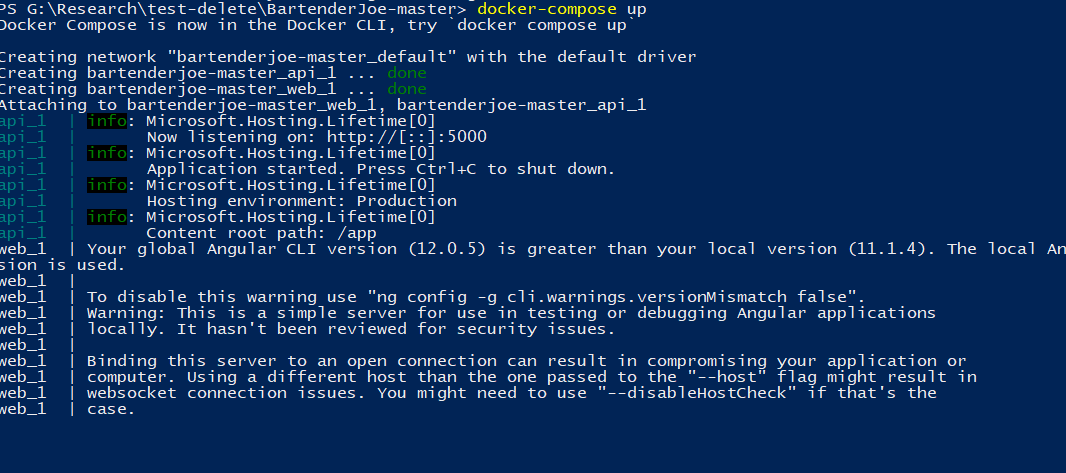 PS G:\Research\test-delete\BartenderJoe-master> docker-compose up
Docker Compose is now in the Docker CLI, try `docker compose up`
Creating network "bartenderjoe-master_default" with the default driver
Creating bartenderjoe-master_api_1 ... done
Creating bartenderjoe-master_web_1 ... done
Attaching to bartenderjoe-master_web_1, bartenderjoe-master_api_1
api_1  | info: Microsoft.Hosting.Lifetime[0]
api_1  |       Now listening on: http://[::]:5000
api_1  | info: Microsoft.Hosting.Lifetime[0]
api_1  |       Application started. Press Ctrl+C to shut down.
api_1  | info: Microsoft.Hosting.Lifetime[0]
api_1  |       Hosting environment: Production
api_1  | info: Microsoft.Hosting.Lifetime[0]
api_1  |       Content root path: /app
web_1  | Your global Angular CLI version (12.0.5) is greater than your local version (11.1.4). The local An
sion is used.
web_1  |
web_1  | To disable this warning use "ng config -g cli.warnings.versionMismatch false".
web_1  | Warning: This is a simple server for use in testing or debugging Angular applications
web_1  | locally. It hasn't been reviewed for security issues.
web_1  |
web_1  | Binding this server to an open connection can result in compromising your application or
web_1  | computer. Using a different host than the one passed to the "--host" flag might result in
web_1  | websocket connection issues. You might need to use "--disableHostCheck" if that's the
web_1  | case.